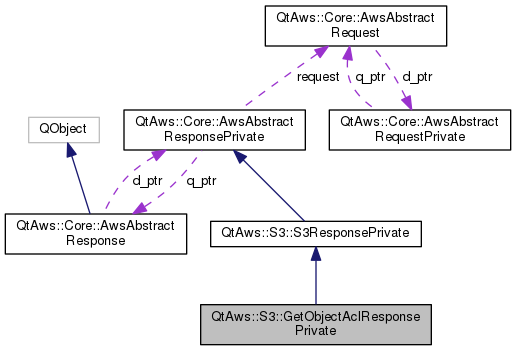 QtAws::Core::AwsAbstract
Request
request
q_ptr
d_ptr
QObject
QtAws::Core::AwsAbstract
ResponsePrivate
QtAws::Core::AwsAbstract
RequestPrivate
d_ptr
q_ptr
QtAws::Core::AwsAbstract
Response
QtAws::S3::S3ResponsePrivate
QtAws::S3::GetObjectAclResponse
Private